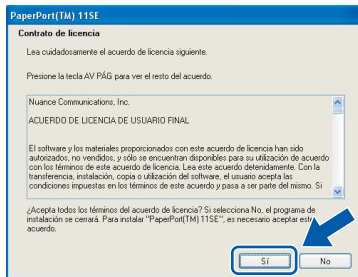 PaperPort(TM) 11SE
Contrato de licencia
Lea cuidadosamente el acuerdo de licencia siguiente.
Presione la tecla AV PÁG para ver el resto del acuerdo.
Nuance Communications, Inc.
ACUERDO DE LICENCIA DE USUARIO FINAL
El software y los materiales proporcionados con este acuerdo de licencia han sido
autorizados, no vendidos, y sólo se encuentran disponibles para su utilización de acuerdo
con los términos de este acuerdo de licencia. Lea este acuerdo detenidamente. Con la
transferencia, instalación, copia o utilización del software, el usuario acepta las
condiciones impuestas en los términos de este acuerdo y pasa a ser parte del mismo. Si
¿Acepta todos los términos del acuerdo de licencia? Si selecciona No, el programa de
instalación se cerrará. Para instalar "PaperPort(TM) 11SE", es necesario aceptar este
acuerdo.
Sí
No